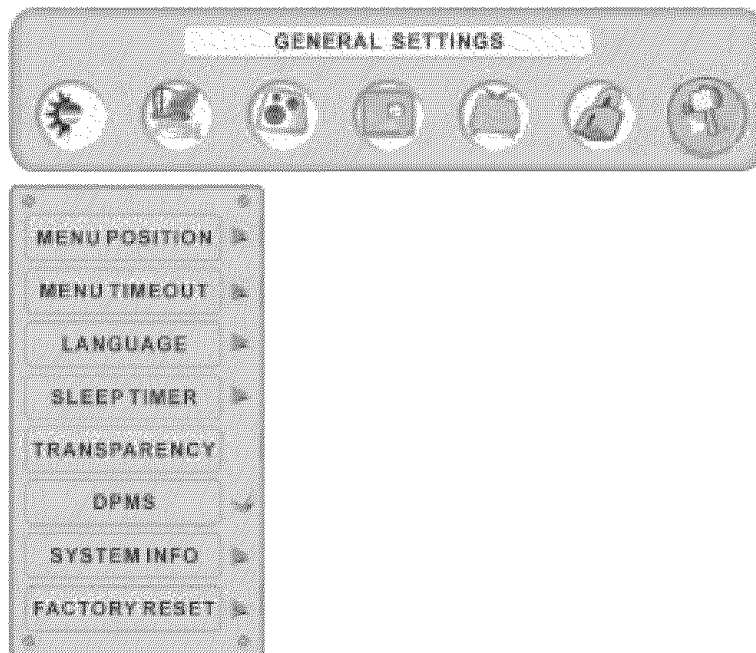 GENERAL SETTINGS
MENU POSITION
MENU TIMEOUT
LANGUAGE
SLEEP TIMER
TRANSPARENCY
DPMS
SYSTEM INFO
FACTORY RESET